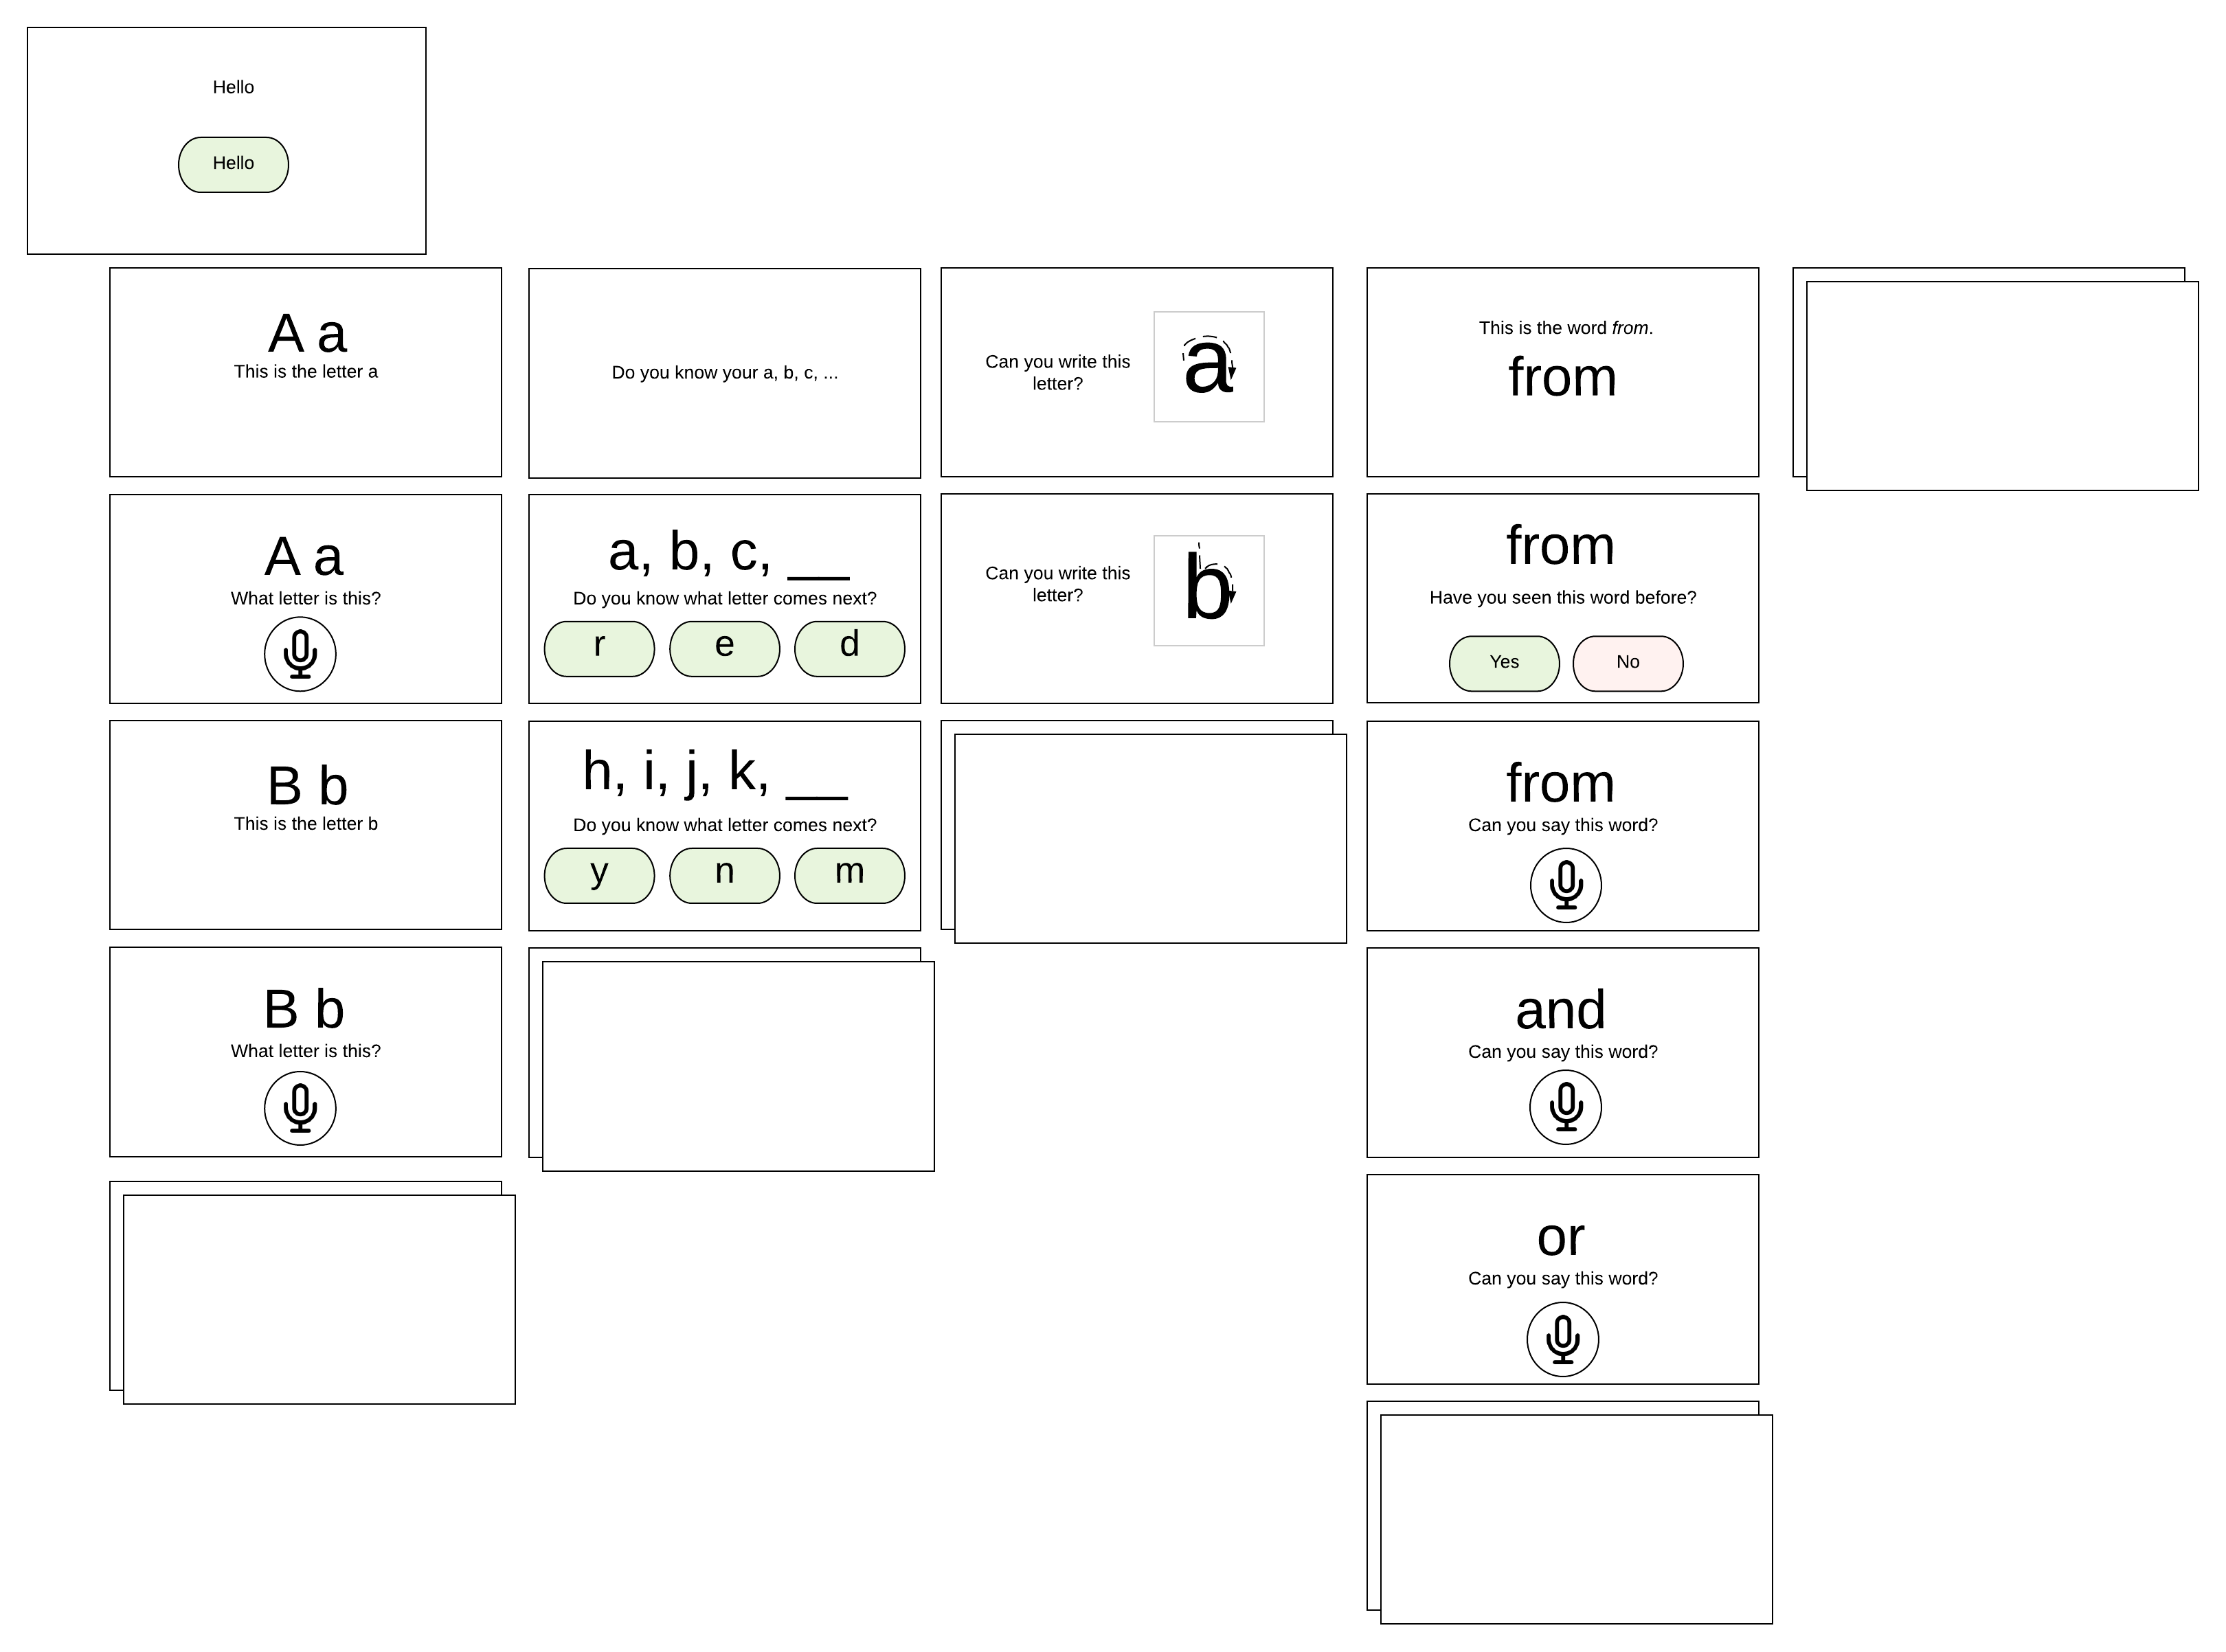 Hello
Hello
A a
This is the letter a
A a
What letter is this?
B b
This is the letter b
B b
What letter is this?
Do you know your a, b, c, ...
a, b, c, __
Do you know what letter comes next?
r e d
h, i, j, k, __
Do you know what letter comes next?
y n m
Can you write this
letter?
a
Can you write this
letter?
b
This is the word from.
from
from
Have you seen this word before?
Yes No
from
Can you say this word?
and
Can you say this word?
or
Can you say this word?